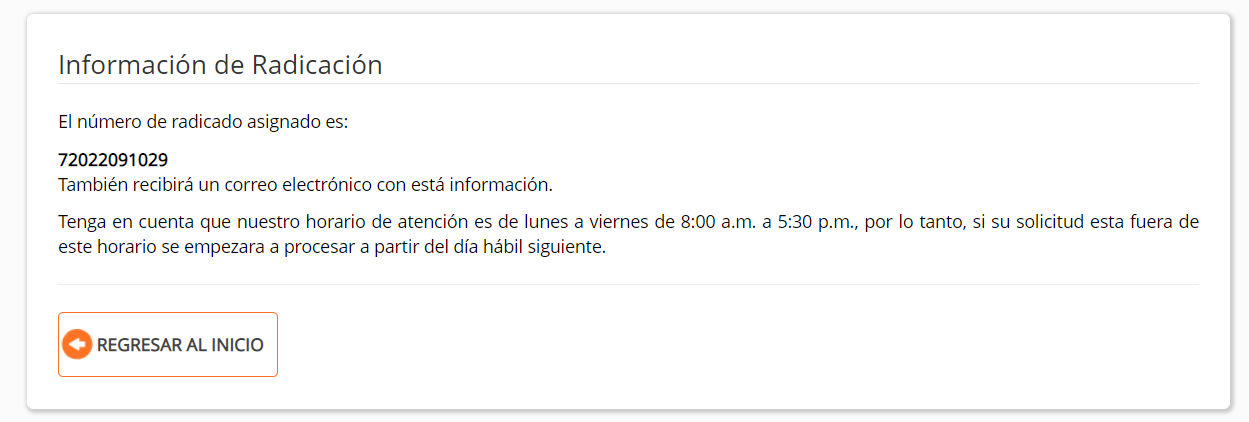 Información de Radicación
El número de radicado asignado es:
72022091029
También recibirá un correo electrónico con está información.
Tenga en cuenta que nuestro horario de atención es de lunes a viernes de 8:00 a.m. a 5:30 p.m., por lo tanto, si su solicitud esta fuera de
este horario se empezara a procesar a partir del día hábil siguiente.
REGRESAR AL INICIO